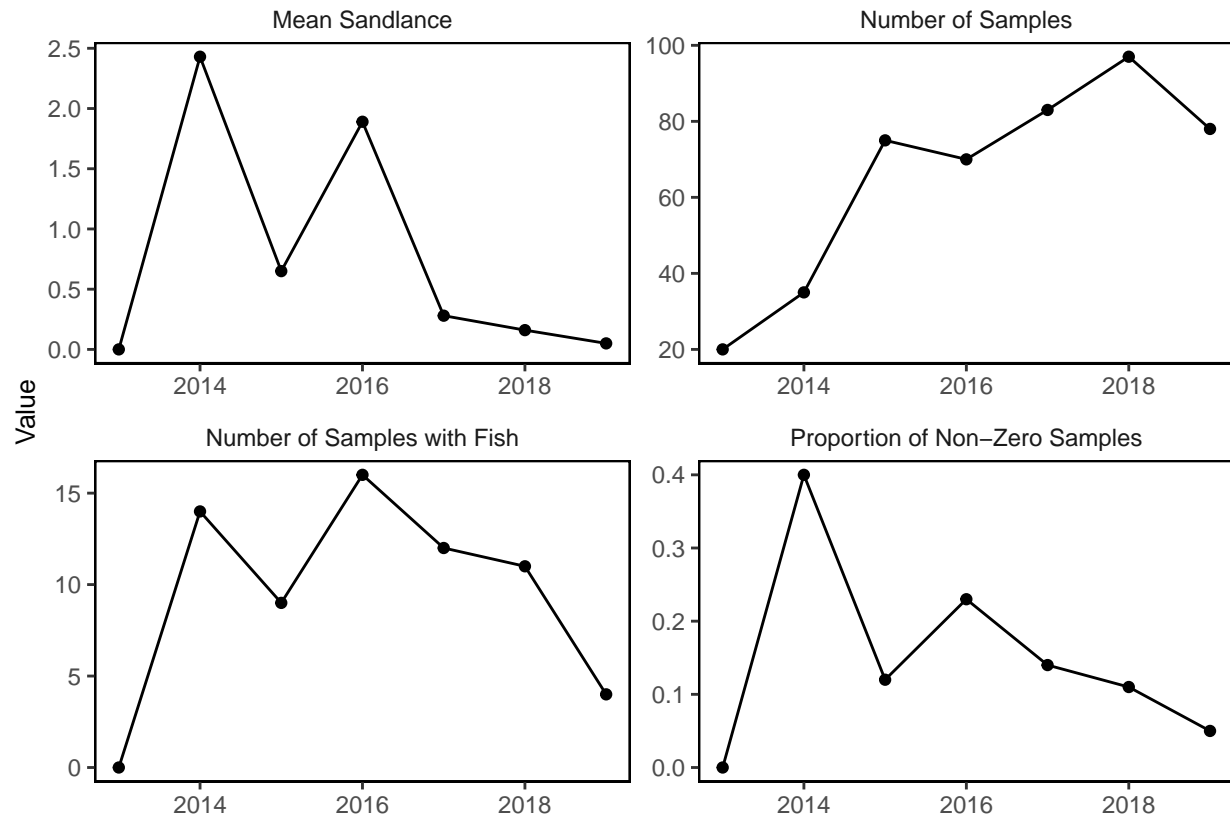 Mean Sandlance
Number of Samples
2.5
2.0
1.5
1.0
0.5
0.0
2014 2016 2018
100
80
60
40
20
2014 2016 2018
Value
Number of Samples with Fish
Proportion of Non−Zero Samples
15
10
5
0
2014 2016 2018
0.4
0.3
0.2
0.1
0.0
2014 2016 2018